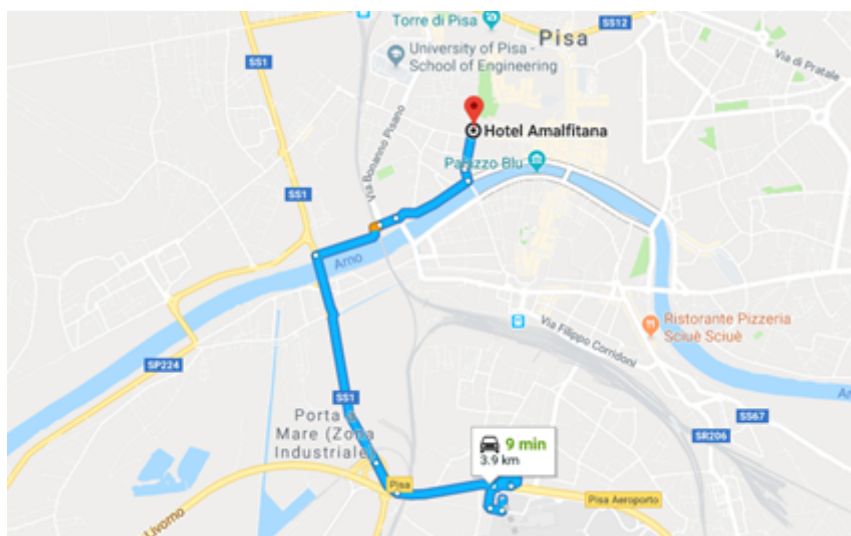 Torre di Pisa
SS12
Pisa
University of Pisa -
School of Engineering
SS1
Via di Pratale
Hotel Amalfitana
Via Bonanno Pisano
Palazzo Blu
SS1
Arno
Ristorante Pizzeria
Sciuè Sciuè
Via Filippo Corridoni
SP224
SS1
Porta a
Mare (Zona
Industriale)
SS67
SR206
9 min
3.9 km
Pisa
Pisa Aeroporto
Livorno